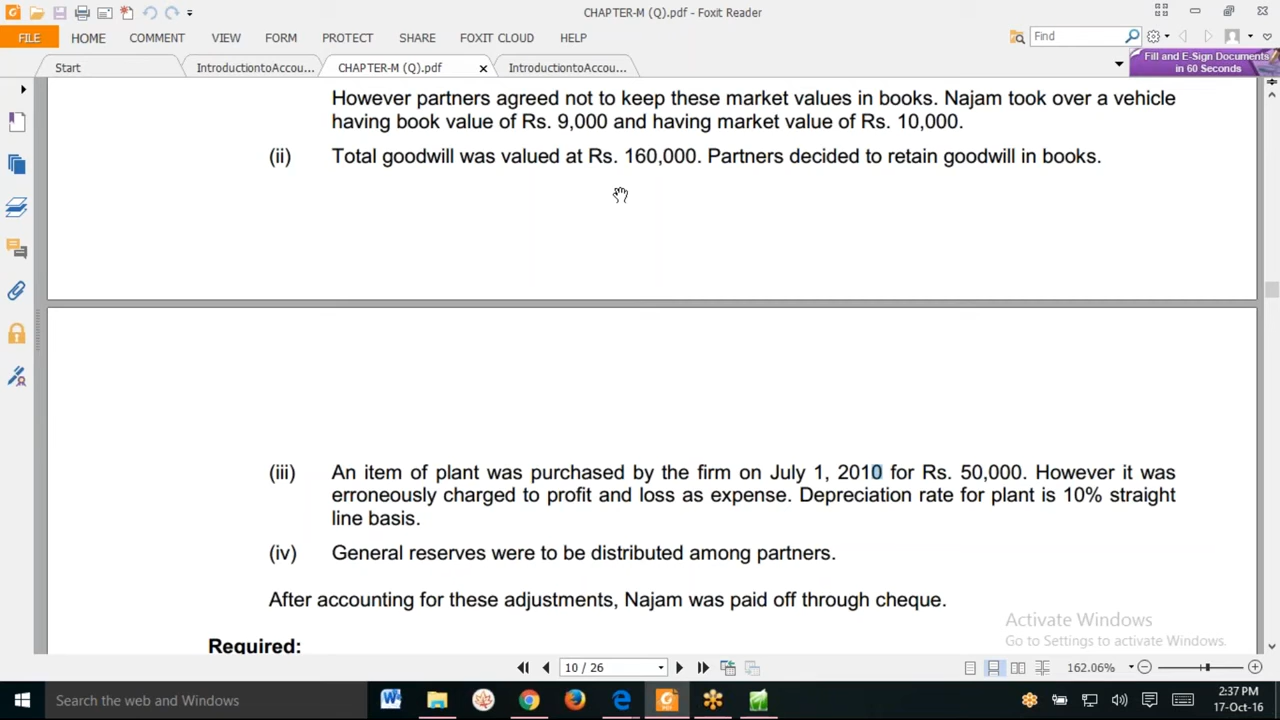 CHAPTER-M (Q).pdf - Foxit Reader
FILE HOME COMMENT VIEW FORM PROTECT SHARE FOXIT CLOUD HELP
Find
Start IntroductiontoAccou... CHAPTER-M (Q).pdf × IntroductiontoAccou...
Fill and E-Sign Documents
in 60 Seconds
However partners agreed not to keep these market values in books. Najam took over a vehicle
having book value of Rs. 9,000 and having market value of Rs. 10,000.
(ii) Total goodwill was valued at Rs. 160,000. Partners decided to retain goodwill in books.
(iii) An item of plant was purchased by the firm on July 1, 2010 for Rs. 50,000. However it was
erroneously charged to profit and loss as expense. Depreciation rate for plant is 10% straight
line basis.
(iv) General reserves were to be distributed among partners.
After accounting for these adjustments, Najam was paid off through cheque.
Required:
Activate Windows
Go to Settings to activate Windows.
10 / 26
162.06%
Search the web and Windows
2:37 PM
17-Oct-16